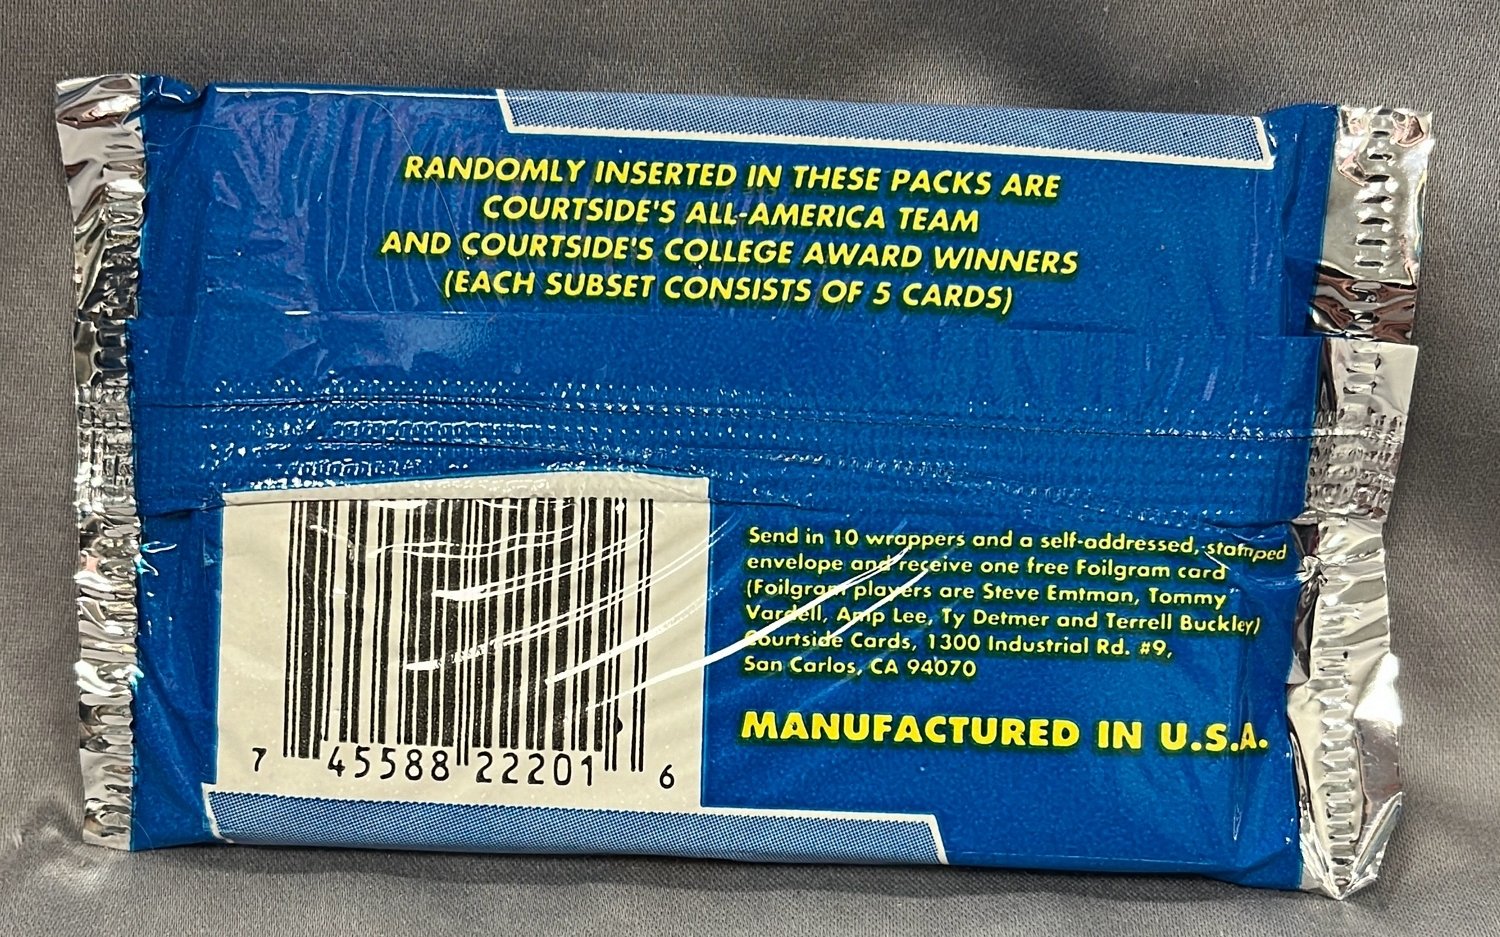 RANDOMLY INSERTED IN THESE PACKS ARE
COURTSIDE'S ALL-AMERICA TEAM
AND COURTSIDE'S COLLEGE AWARD WINNERS
(EACH SUBSET CONSISTS OF 5 CARDS)
Send in 10 wrappers and a self-addressed, stamped
envelope and receive one free Foilgram card
(Foilgram players are Steve Emtman, Tommy
Vardell, Amp Lee, Ty Detmer and Terrell Buckley)
Courtside Cards, 1300 Industrial Rd. #9,
San Carlos, CA 94070
MANUFACTURED IN U.S.A.
7 45588 22201 6